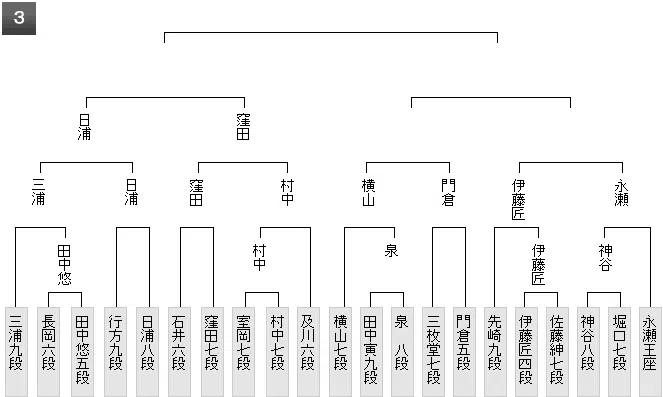 3
日浦
窪田
三浦
日浦
窪田
村中
横山
門倉
伊藤匠
永瀬
田中悠
村中
泉
伊藤匠
神谷
三浦九段
長岡六段
田中悠五段
行方九段
日浦八段
石井六段
窪田七段
室岡七段
村中七段
及川六段
横山七段
田中寅九段
泉 八段
三枚堂七段
門倉五段
先崎九段
伊藤匠四段
佐藤紳七段
神谷八段
堀口七段
永瀬王座